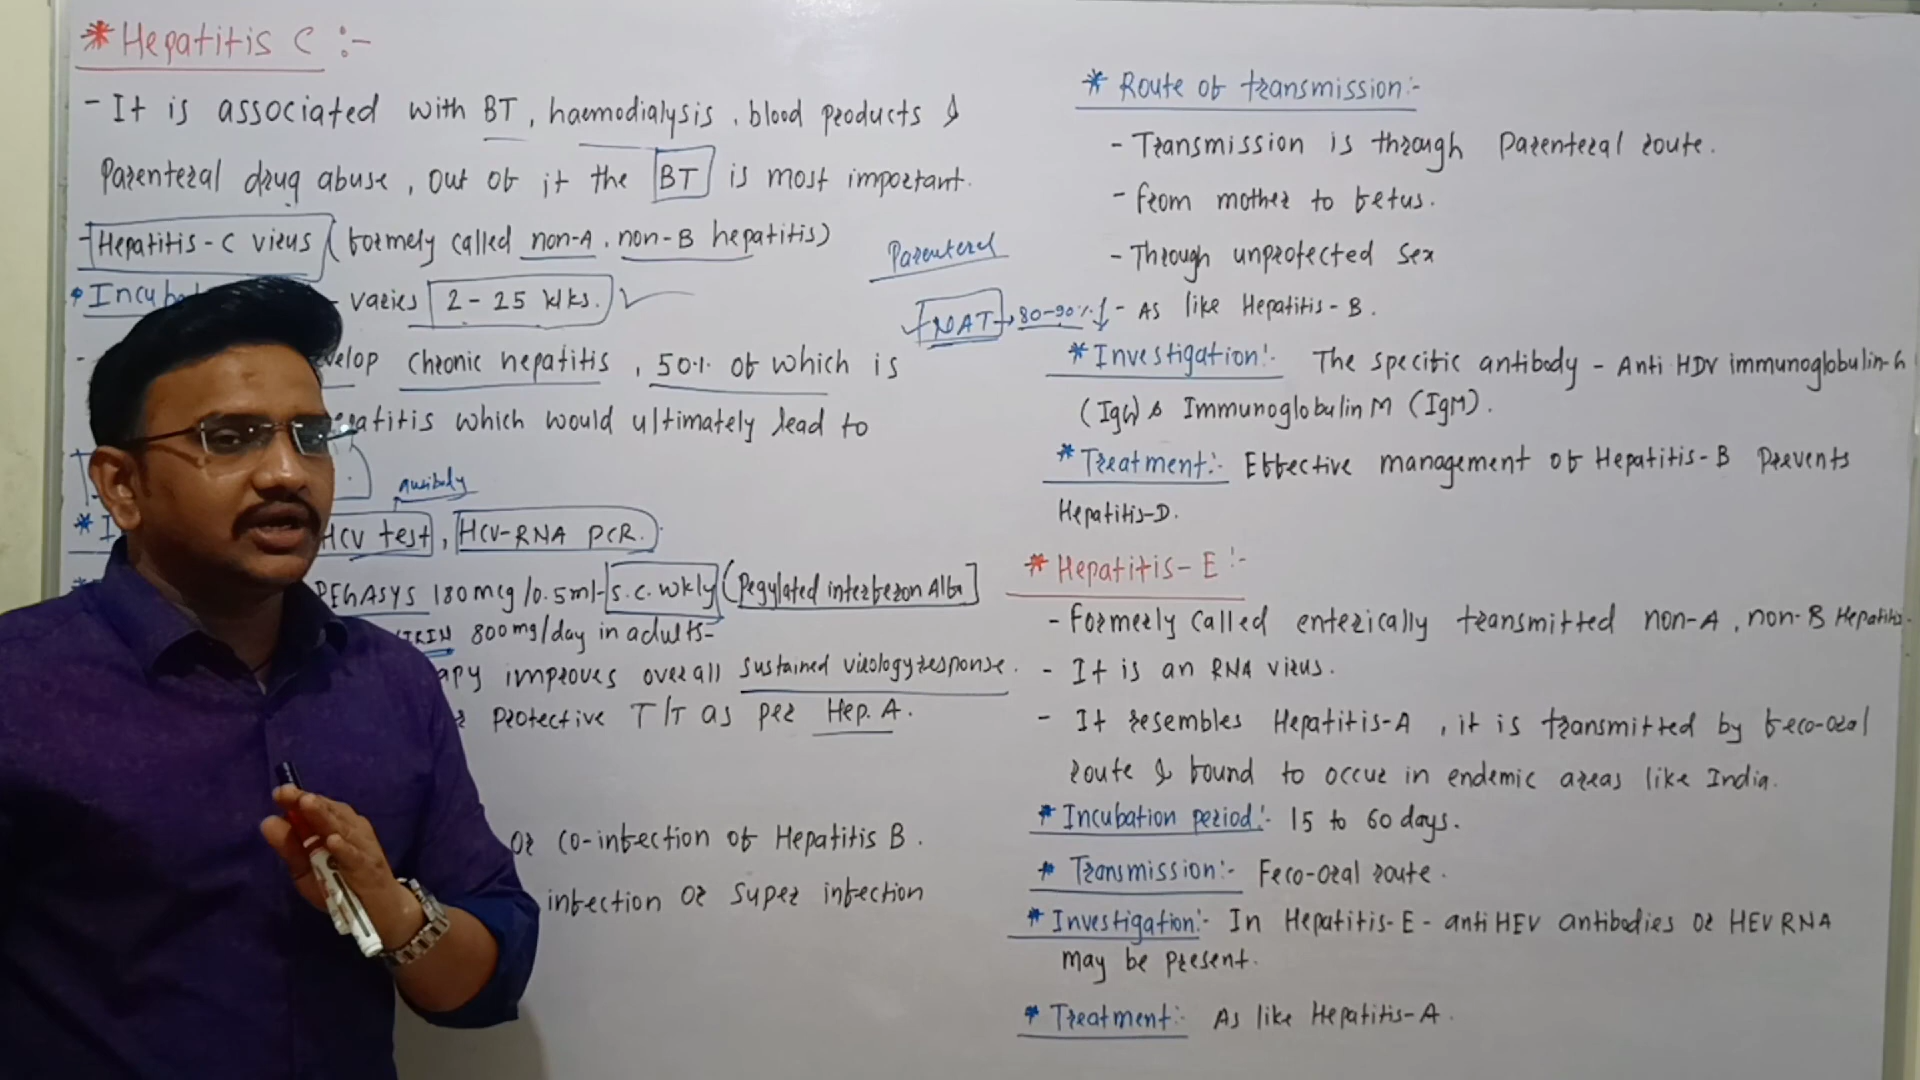 * Hepatitis C :-
- It is associated with BT, haemodialysis, blood products &
Parenteral drug abuse, out of it the BT is most important.
- Hepatitis-C virus (formely called non-A, non-B hepatitis)
varies 2-25 wks.
chronic hepatitis, 50% of which is
which would ultimately lead to
HCV test, HCV-RNA PCR.
PEGASYS 180mcg/0.5ml- s.c. wkly (Pegylated interferon Alfa)
800mg/day in adults-
improves overall sustained virology response.
protective T/T as per Hep. A.
or co-infection of Hepatitis B.
infection or super infection
Parenteral
NAT → 80-90% ↓
* Route of transmission:-
- Transmission is through parenteral route.
- from mother to fetus.
- Through unprotected sex
- As like Hepatitis-B.
* Investigation:- The specific antibody - Anti HDV immunoglobulin-G
(IgG) & Immunoglobulin M (IgM).
* Treatment:- Effective management of Hepatitis-B prevents
Hepatitis-D.
* Hepatitis-E :-
- Formerly called enterically transmitted non-A, non-B Hepatitis.
- It is an RNA virus.
- It resembles Hepatitis-A, it is transmitted by feco-oral
route & found to occur in endemic areas like India.
* Incubation period:- 15 to 60 days.
* Transmission:- Feco-oral route.
* Investigation:- In Hepatitis-E - anti HEV antibodies or HEV RNA
may be present.
* Treatment:- As like Hepatitis-A.